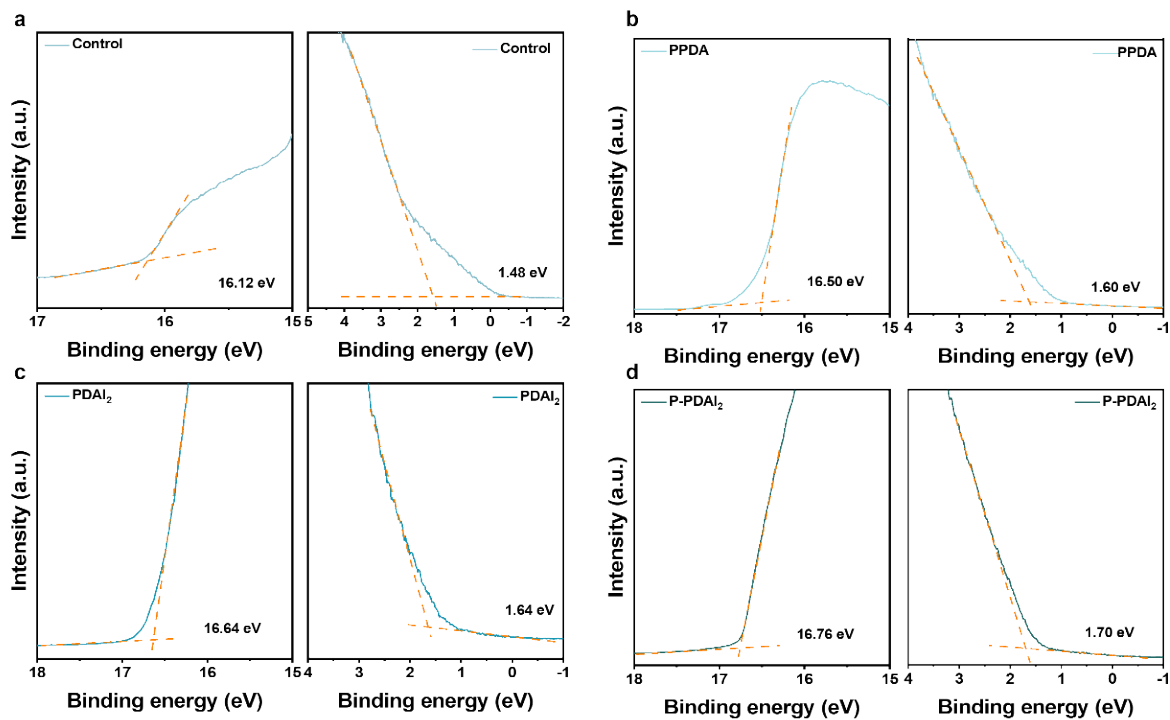 a
Control
Control
Intensity (a.u.)
16.12 eV
1.48 eV
17
16
15
5
4
3
2
1
0
-1
-2
Binding energy (eV)
Binding energy (eV)
b
PPDA
PPDA
Intensity (a.u.)
16.50 eV
1.60 eV
18
17
16
15
4
3
2
1
0
-1
Binding energy (eV)
Binding energy (eV)
c
PDAI₂
PDAI₂
Intensity (a.u.)
16.64 eV
1.64 eV
18
17
16
15
4
3
2
1
0
-1
Binding energy (eV)
Binding energy (eV)
d
P-PDAI₂
P-PDAI₂
Intensity (a.u.)
16.76 eV
1.70 eV
18
17
16
15
4
3
2
1
0
-1
Binding energy (eV)
Binding energy (eV)